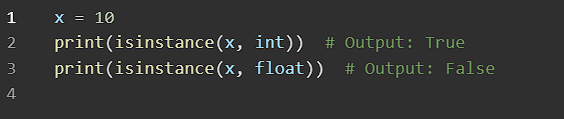 1 x = 10
2 print(isinstance(x, int))  # Output: True
3 print(isinstance(x, float))  # Output: False
4